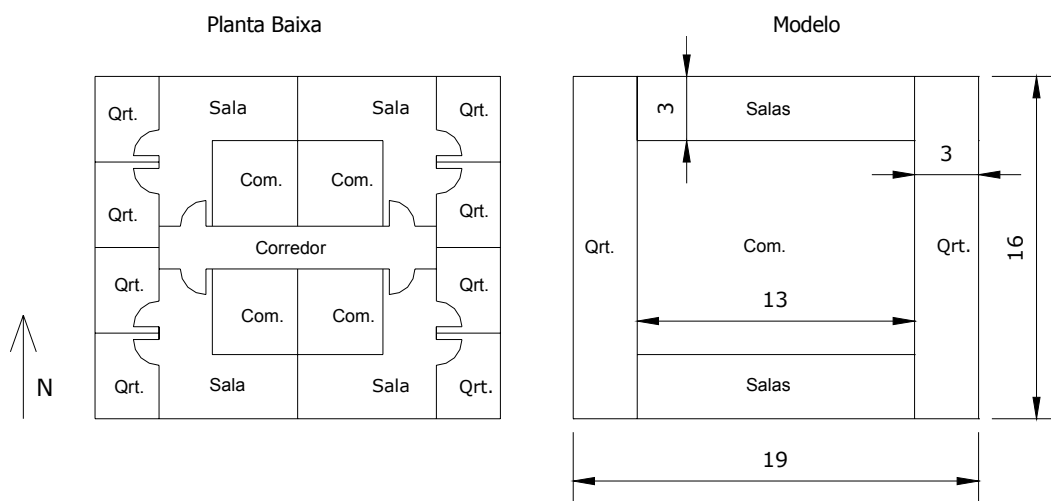 Planta Baixa
Qrt.
Sala
Sala
Qrt.
Com.
Com.
Qrt.
Qrt.
Corredor
Qrt.
Qrt.
Com.
Com.
Qrt.
Sala
Sala
Qrt.
N
Modelo
3
Salas
3
Qrt.
Com.
Qrt.
16
13
Salas
19